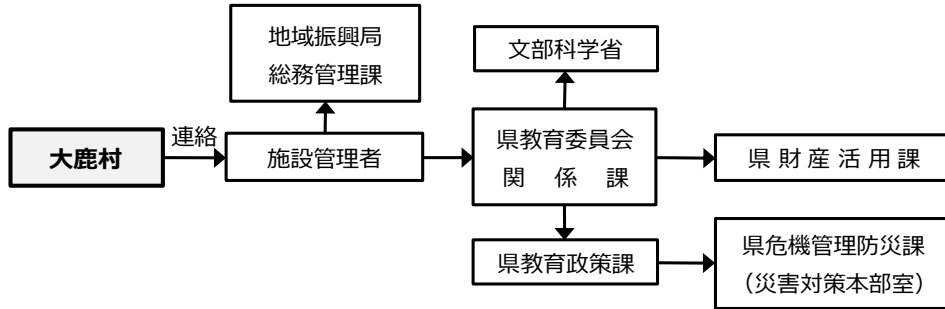 地域振興局
総務管理課
文部科学省
大鹿村
連絡
施設管理者
県教育委員会
関係課
県財産活用課
県教育政策課
県危機管理防災課
（災害対策本部室）